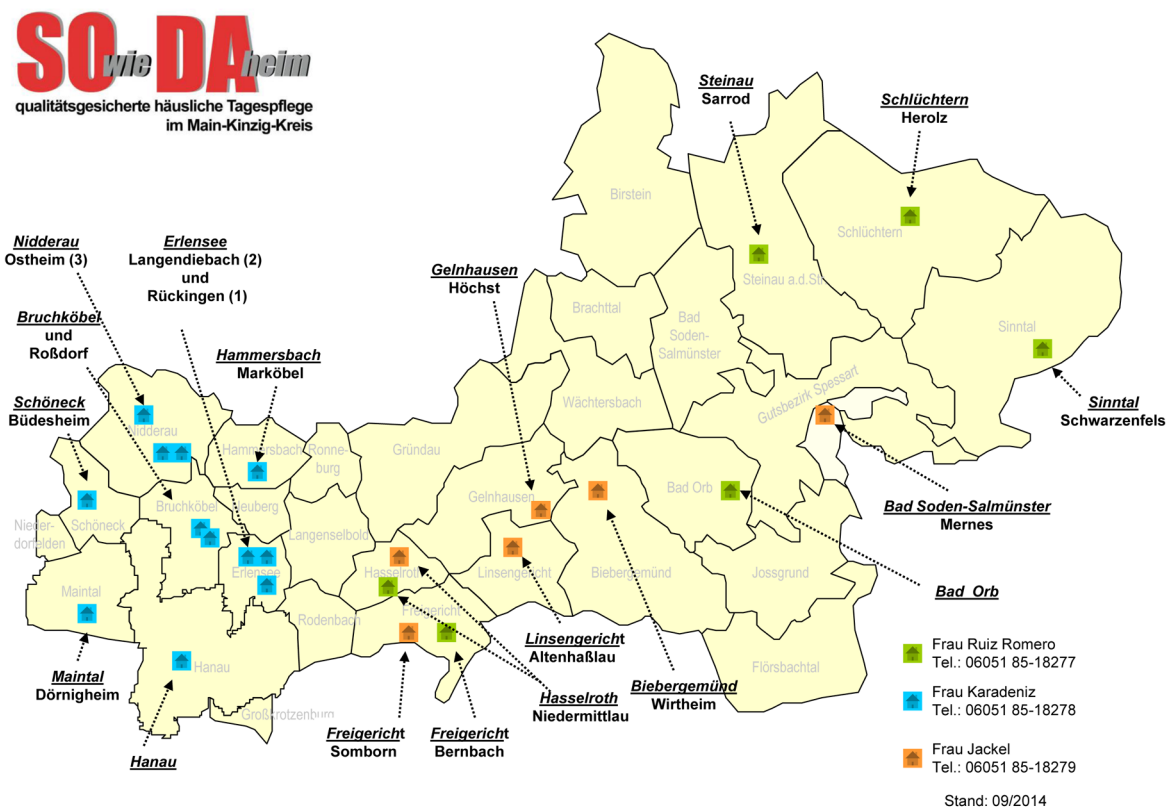 SOwie DAheim
qualitätsgesicherte häusliche Tagespflege
im Main-Kinzig-Kreis
Steinau
Sarrod
Schlüchtern
Herolz
Nidderau
Ostheim (3)
Erlensee
Langendiebach (2)
und
Rückingen (1)
Gelnhausen
Höchst
Bruchköbel
und
Roßdorf
Hammersbach
Marköbel
Schöneck
Büdesheim
Sinntal
Schwarzenfels
Bad Soden-Salmünster
Mernes
Bad Orb
Linsengericht
Altenhaßlau
Biebergemünd
Wirtheim
Hasselroth
Niedermittlau
Maintal
Dörnigheim
Freigericht
Somborn
Freigericht
Bernbach
Hanau
Birstein
Schlüchtern
Steinau a.d.Str
Brachttal
Bad
Soden-
Salmünster
Sinntal
Wächtersbach
Gutsbezirk Spessart
Nidderau
Hammersbach
Ronne-
burg
Gründau
Gelnhausen
Bad Orb
Bruchköbel
Neuberg
Nieder-
dorfelden
Schöneck
Langenselbold
Hasselroth
Linsengericht
Biebergemünd
Jossgrund
Erlensee
Maintal
Rodenbach
Freigericht
Hanau
Flörsbachtal
Großkrotzenburg
Frau Ruiz Romero
Tel.: 06051 85-18277
Frau Karadeniz
Tel.: 06051 85-18278
Frau Jackel
Tel.: 06051 85-18279
Stand: 09/2014